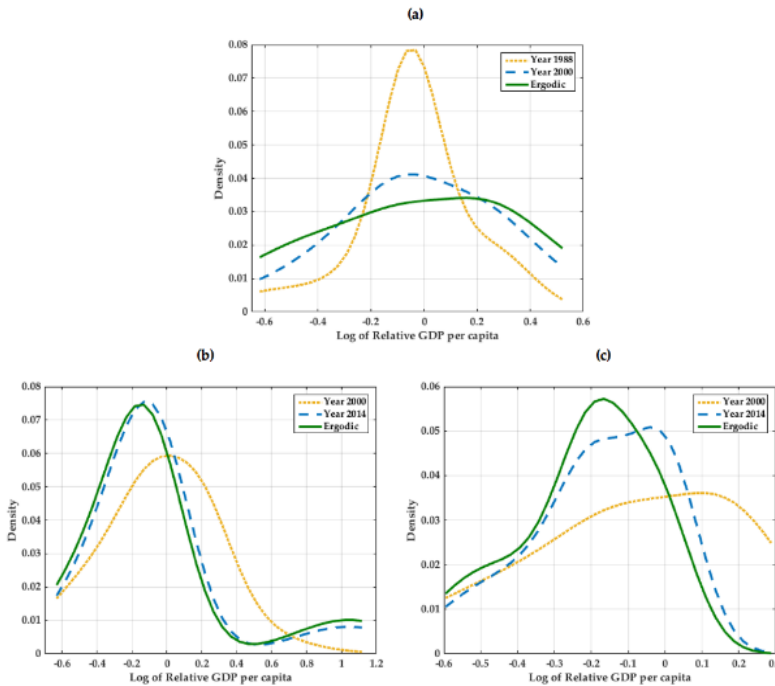 (a)
0.08
0.07
0.06
0.05
0.04
0.03
0.02
0.01
0
Density
Year 1988
Year 2000
Ergodic
-0.6 -0.4 -0.2 0 0.2 0.4 0.6
Log of Relative GDP per capita
(b)
0.08
0.07
0.06
0.05
0.04
0.03
0.02
0.01
0
Density
Year 2000
Year 2014
Ergodic
-0.6 -0.4 -0.2 0 0.2 0.4 0.6 0.8 1 1.2
Log of Relative GDP per capita
(c)
0.06
0.05
0.04
0.03
0.02
0.01
0
Density
Year 2000
Year 2014
Ergodic
-0.6 -0.5 -0.4 -0.3 -0.2 -0.1 0 0.1 0.2
Log of Relative GDP per capita